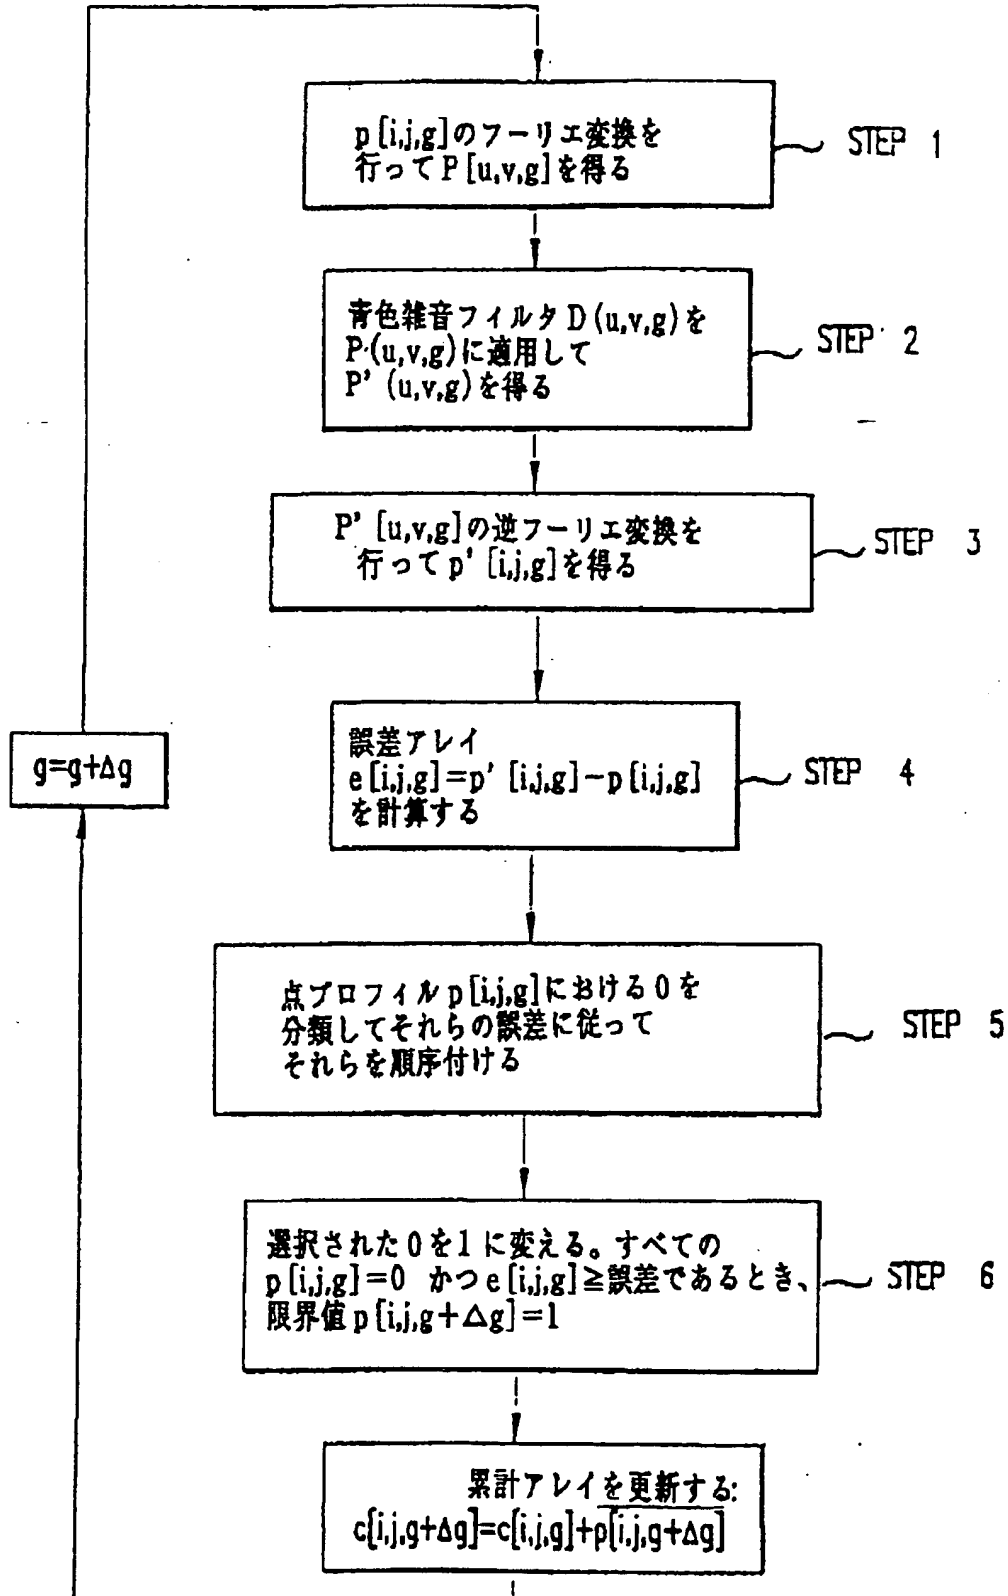 p[i,j,g]のフーリエ変換を
行ってP[u,v,g]を得る
STEP 1
青色雑音フィルタD(u,v,g)を
P(u,v,g)に適用して
P'(u,v,g)を得る
STEP 2
P'[u,v,g]の逆フーリエ変換を
行ってp'[i,j,g]を得る
STEP 3
誤差アレイ
e[i,j,g]=p'[i,j,g]−p[i,j,g]
を計算する
STEP 4
g=g+Δg
点プロフィルp[i,j,g]における0を
分類してそれらの誤差に従って
それらを順序付ける
STEP 5
選択された0を1に変える。すべての
p[i,j,g]=0 かつe[i,j,g]≧誤差であるとき、
限界値p[i,j,g+Δg]=1
STEP 6
累計アレイを更新する:
c[i,j,g+Δg]=c[i,j,g]+p̅[̅i̅,̅j̅,̅g̅+̅Δ̅g̅]̅